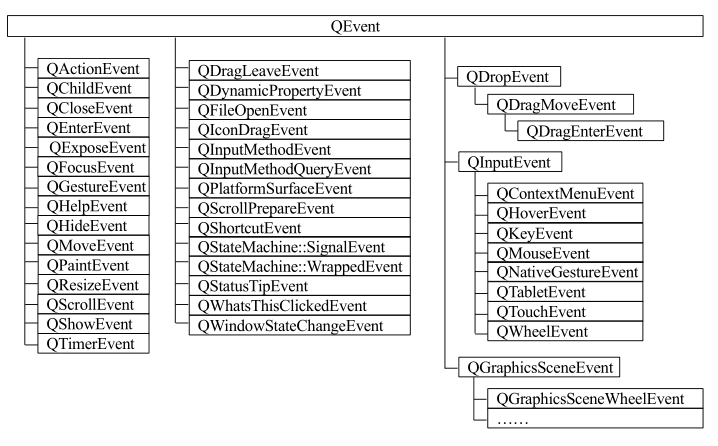 QEvent
QActionEvent
QChildEvent
QCloseEvent
QEnterEvent
QExposeEvent
QFocusEvent
QGestureEvent
QHelpEvent
QHideEvent
QMoveEvent
QPaintEvent
QResizeEvent
QScrollEvent
QShowEvent
QTimerEvent
QDragLeaveEvent
QDynamicPropertyEvent
QFileOpenEvent
QIconDragEvent
QInputMethodEvent
QInputMethodQueryEvent
QPlatformSurfaceEvent
QScrollPrepareEvent
QShortcutEvent
QStateMachine::SignalEvent
QStateMachine::WrappedEvent
QStatusTipEvent
QWhatsThisClickedEvent
QWindowStateChangeEvent
QDropEvent
QDragMoveEvent
QDragEnterEvent
QInputEvent
QContextMenuEvent
QHoverEvent
QKeyEvent
QMouseEvent
QNativeGestureEvent
QTabletEvent
QTouchEvent
QWheelEvent
QGraphicsSceneEvent
QGraphicsSceneWheelEvent
……